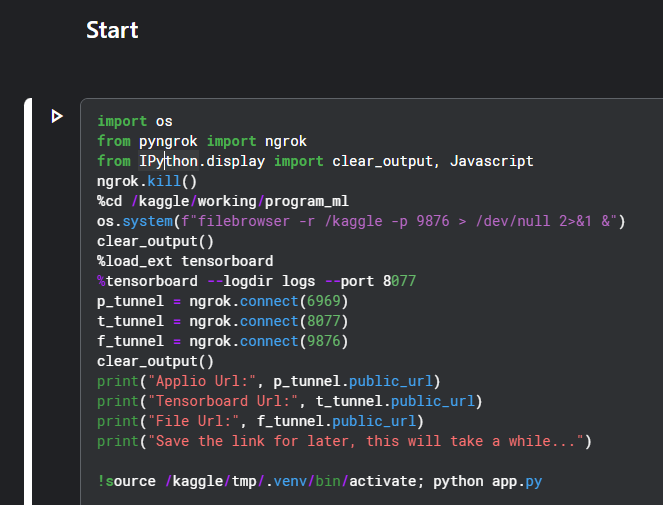 Start
import os
from pyngrok import ngrok
from IPython.display import clear_output, Javascript
ngrok.kill()
%cd /kaggle/working/program_ml
os.system(f"filebrowser -r /kaggle -p 9876 > /dev/null 2>&1 &")
clear_output()
%load_ext tensorboard
%tensorboard --logdir logs --port 8077
p_tunnel = ngrok.connect(6969)
t_tunnel = ngrok.connect(8077)
f_tunnel = ngrok.connect(9876)
clear_output()
print("Applio Url:", p_tunnel.public_url)
print("Tensorboard Url:", t_tunnel.public_url)
print("File Url:", f_tunnel.public_url)
print("Save the link for later, this will take a while...")
!source /kaggle/tmp/.venv/bin/activate; python app.py